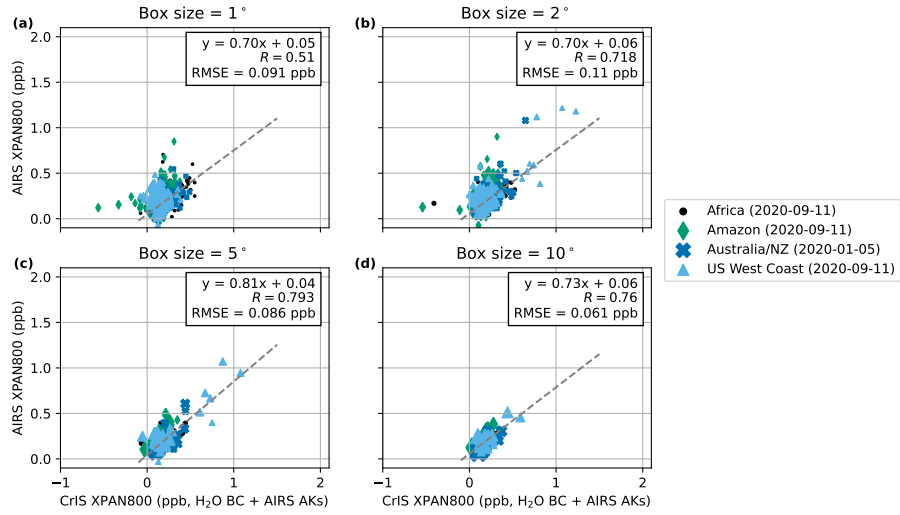 (a)
Box size = 1°
(b)
Box size = 2°
2.0
1.5
1.0
0.5
0.0
AIRS XPAN800 (ppb)
y = 0.70x + 0.05
R = 0.51
RMSE = 0.091 ppb
y = 0.70x + 0.06
R = 0.718
RMSE = 0.11 ppb
Africa (2020-09-11)
Amazon (2020-09-11)
Australia/NZ (2020-01-05)
US West Coast (2020-09-11)
(c)
Box size = 5°
(d)
Box size = 10°
2.0
1.5
1.0
0.5
0.0
AIRS XPAN800 (ppb)
y = 0.81x + 0.04
R = 0.793
RMSE = 0.086 ppb
y = 0.73x + 0.06
R = 0.76
RMSE = 0.061 ppb
−1 0 1 2
−1 0 1 2
CrIS XPAN800 (ppb, H₂O BC + AIRS AKs)
CrIS XPAN800 (ppb, H₂O BC + AIRS AKs)